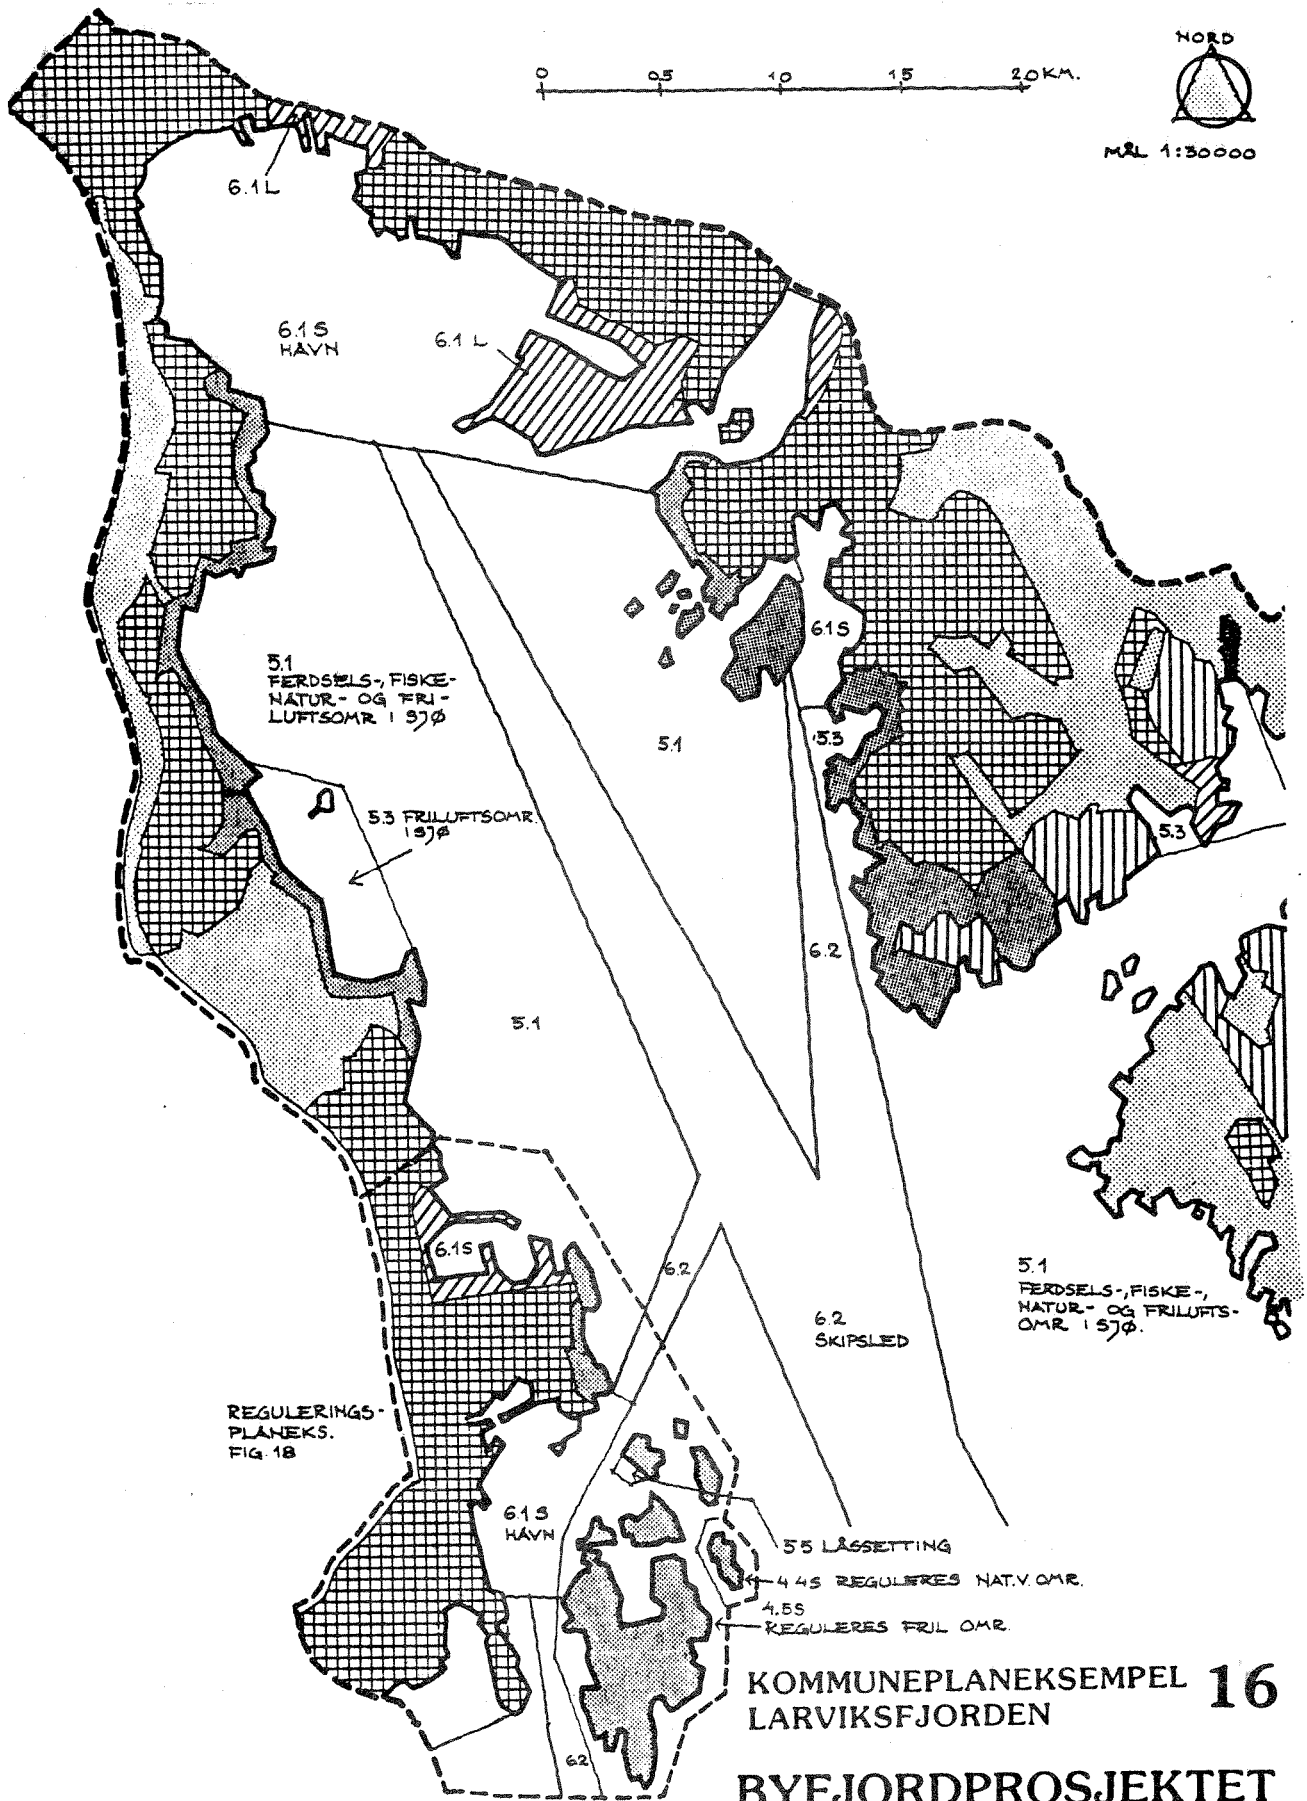 0 0.5 1.0 1.5 2.0 KM.
NORD
MÅL 1:30000
6.1 L
6.1 S
HAVN
6.1 L
6.1 S
5.1
FERDSELS-, FISKE-
NATUR- OG FRI-
LUFTSOMR I SJØ
5.1
5.3
5.3 FRILUFTSOMR.
I SJØ
5.3
6.2
5.1
6.1 S
6.2
5.1
FERDSELS-, FISKE-,
NATUR- OG FRILUFTS-
OMR I SJØ.
6.2
SKIPSLED
REGULERINGS-
PLANEKS.
FIG. 18
6.1 S
HAVN
5.5 LÅSSETTING
4.4S REGULERES NAT.V. OMR.
4.5S
REGULERES FRIL OMR.
6.2
KOMMUNEPLANEKSEMPEL 16
LARVIKSFJORDEN
BYFJORDPROSJEKTET